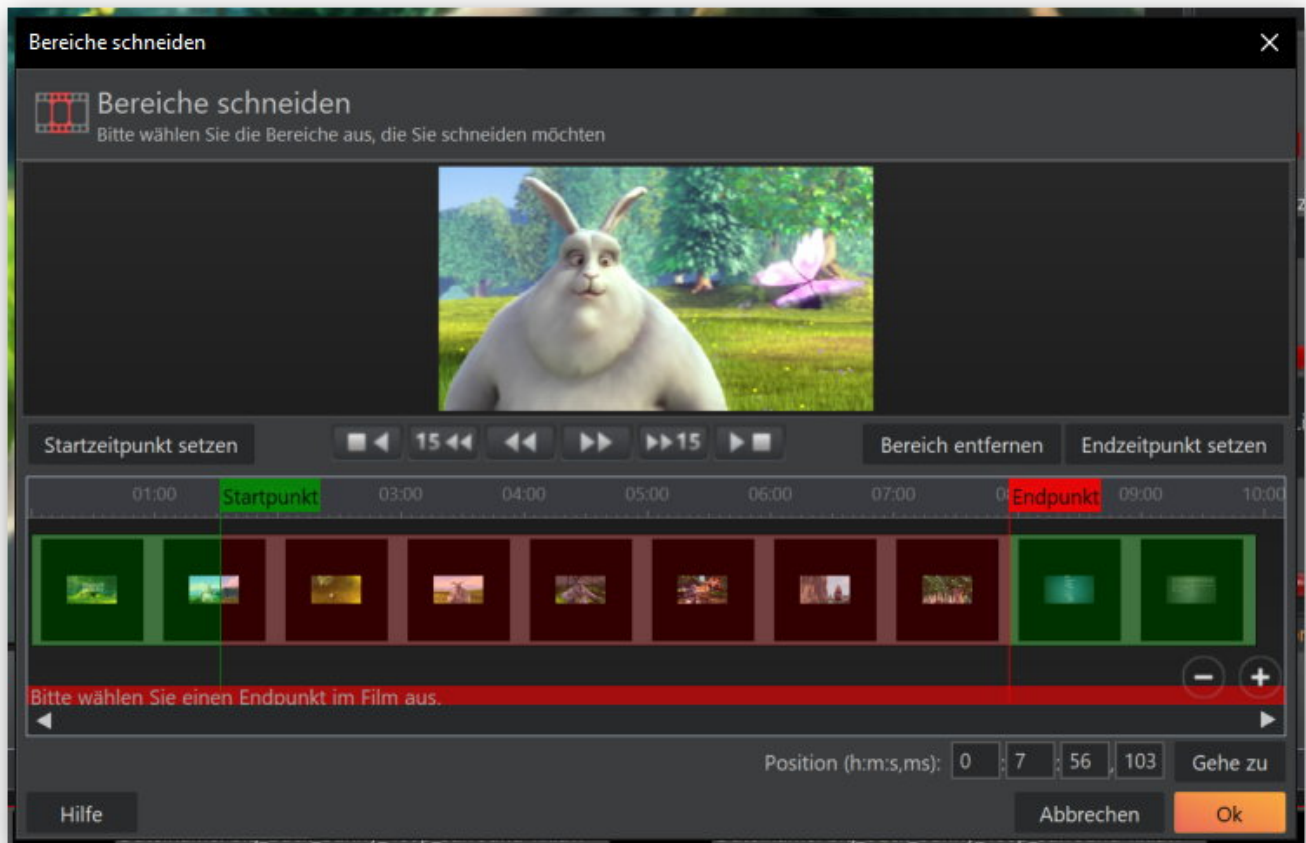 Bereiche schneiden
Bereiche schneiden
Bitte wählen Sie die Bereiche aus, die Sie schneiden möchten
Startzeitpunkt setzen
15
15
Bereich entfernen
Endzeitpunkt setzen
01:00 Startpunkt 03:00 04:00 05:00 06:00 07:00 Endpunkt 09:00 10:00
Bitte wählen Sie einen Endpunkt im Film aus.
Position (h:m:s,ms): 0 : 7 : 56 , 103 Gehe zu
Hilfe
Abbrechen
Ok